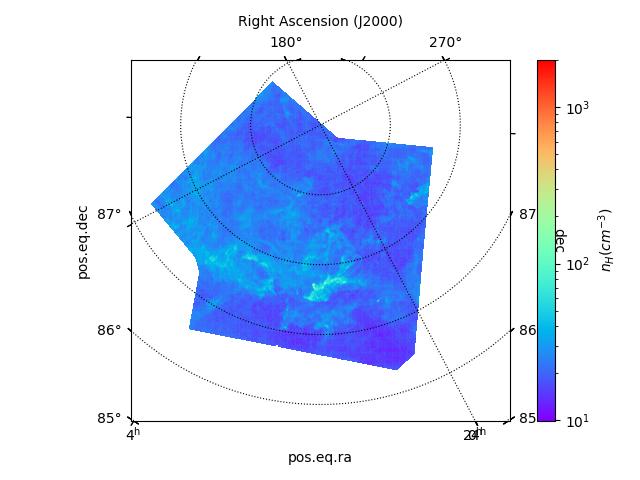 Right Ascension (J2000)
180° 270°
10³
87° 87
pos.eq.dec
dec
n_H(cm⁻³)
10²
86° 86
85° 85
10¹
4ʰ
pos.eq.ra